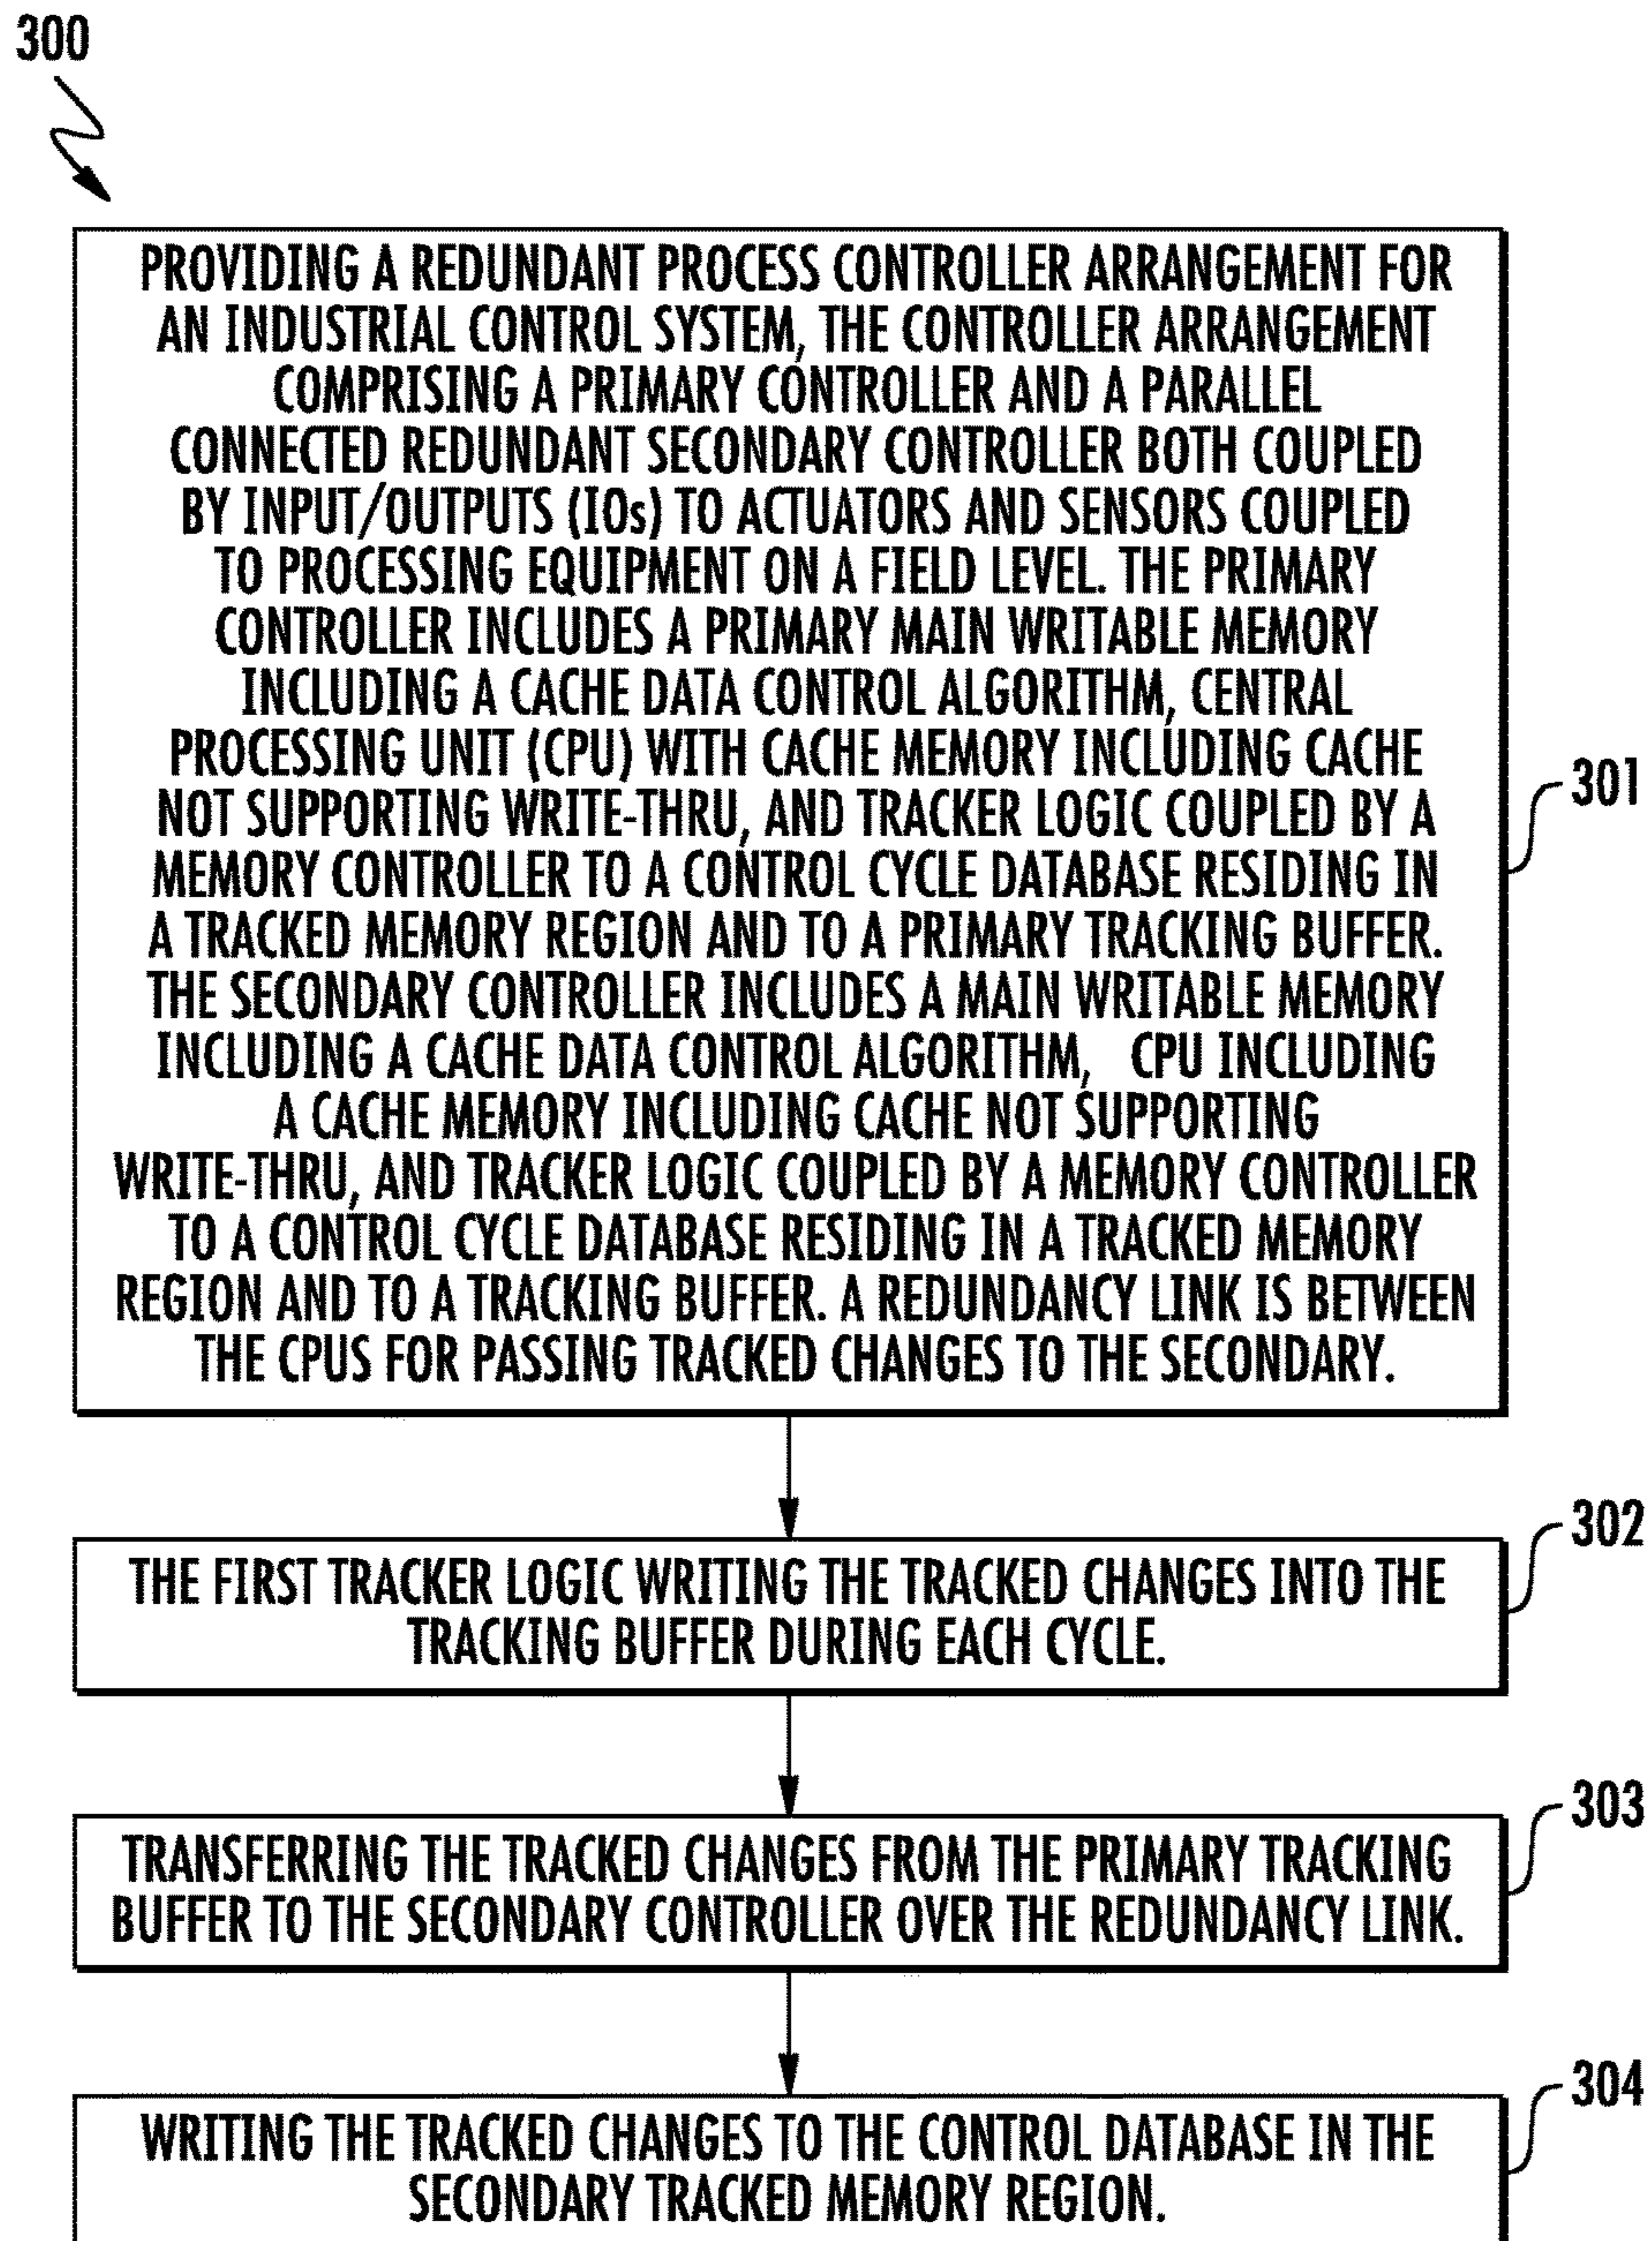 300
PROVIDING A REDUNDANT PROCESS CONTROLLER ARRANGEMENT FOR
AN INDUSTRIAL CONTROL SYSTEM, THE CONTROLLER ARRANGEMENT
COMPRISING A PRIMARY CONTROLLER AND A PARALLEL
CONNECTED REDUNDANT SECONDARY CONTROLLER BOTH COUPLED
BY INPUT/OUTPUTS (IOs) TO ACTUATORS AND SENSORS COUPLED
TO PROCESSING EQUIPMENT ON A FIELD LEVEL. THE PRIMARY
CONTROLLER INCLUDES A PRIMARY MAIN WRITABLE MEMORY
INCLUDING A CACHE DATA CONTROL ALGORITHM, CENTRAL
PROCESSING UNIT (CPU) WITH CACHE MEMORY INCLUDING CACHE
NOT SUPPORTING WRITE-THRU, AND TRACKER LOGIC COUPLED BY A
MEMORY CONTROLLER TO A CONTROL CYCLE DATABASE RESIDING IN
A TRACKED MEMORY REGION AND TO A PRIMARY TRACKING BUFFER.
THE SECONDARY CONTROLLER INCLUDES A MAIN WRITABLE MEMORY
INCLUDING A CACHE DATA CONTROL ALGORITHM, CPU INCLUDING
A CACHE MEMORY INCLUDING CACHE NOT SUPPORTING
WRITE-THRU, AND TRACKER LOGIC COUPLED BY A MEMORY CONTROLLER
TO A CONTROL CYCLE DATABASE RESIDING IN A TRACKED MEMORY
REGION AND TO A TRACKING BUFFER. A REDUNDANCY LINK IS BETWEEN
THE CPUS FOR PASSING TRACKED CHANGES TO THE SECONDARY.
301
THE FIRST TRACKER LOGIC WRITING THE TRACKED CHANGES INTO THE
TRACKING BUFFER DURING EACH CYCLE.
302
TRANSFERRING THE TRACKED CHANGES FROM THE PRIMARY TRACKING
BUFFER TO THE SECONDARY CONTROLLER OVER THE REDUNDANCY LINK.
303
WRITING THE TRACKED CHANGES TO THE CONTROL DATABASE IN THE
SECONDARY TRACKED MEMORY REGION.
304